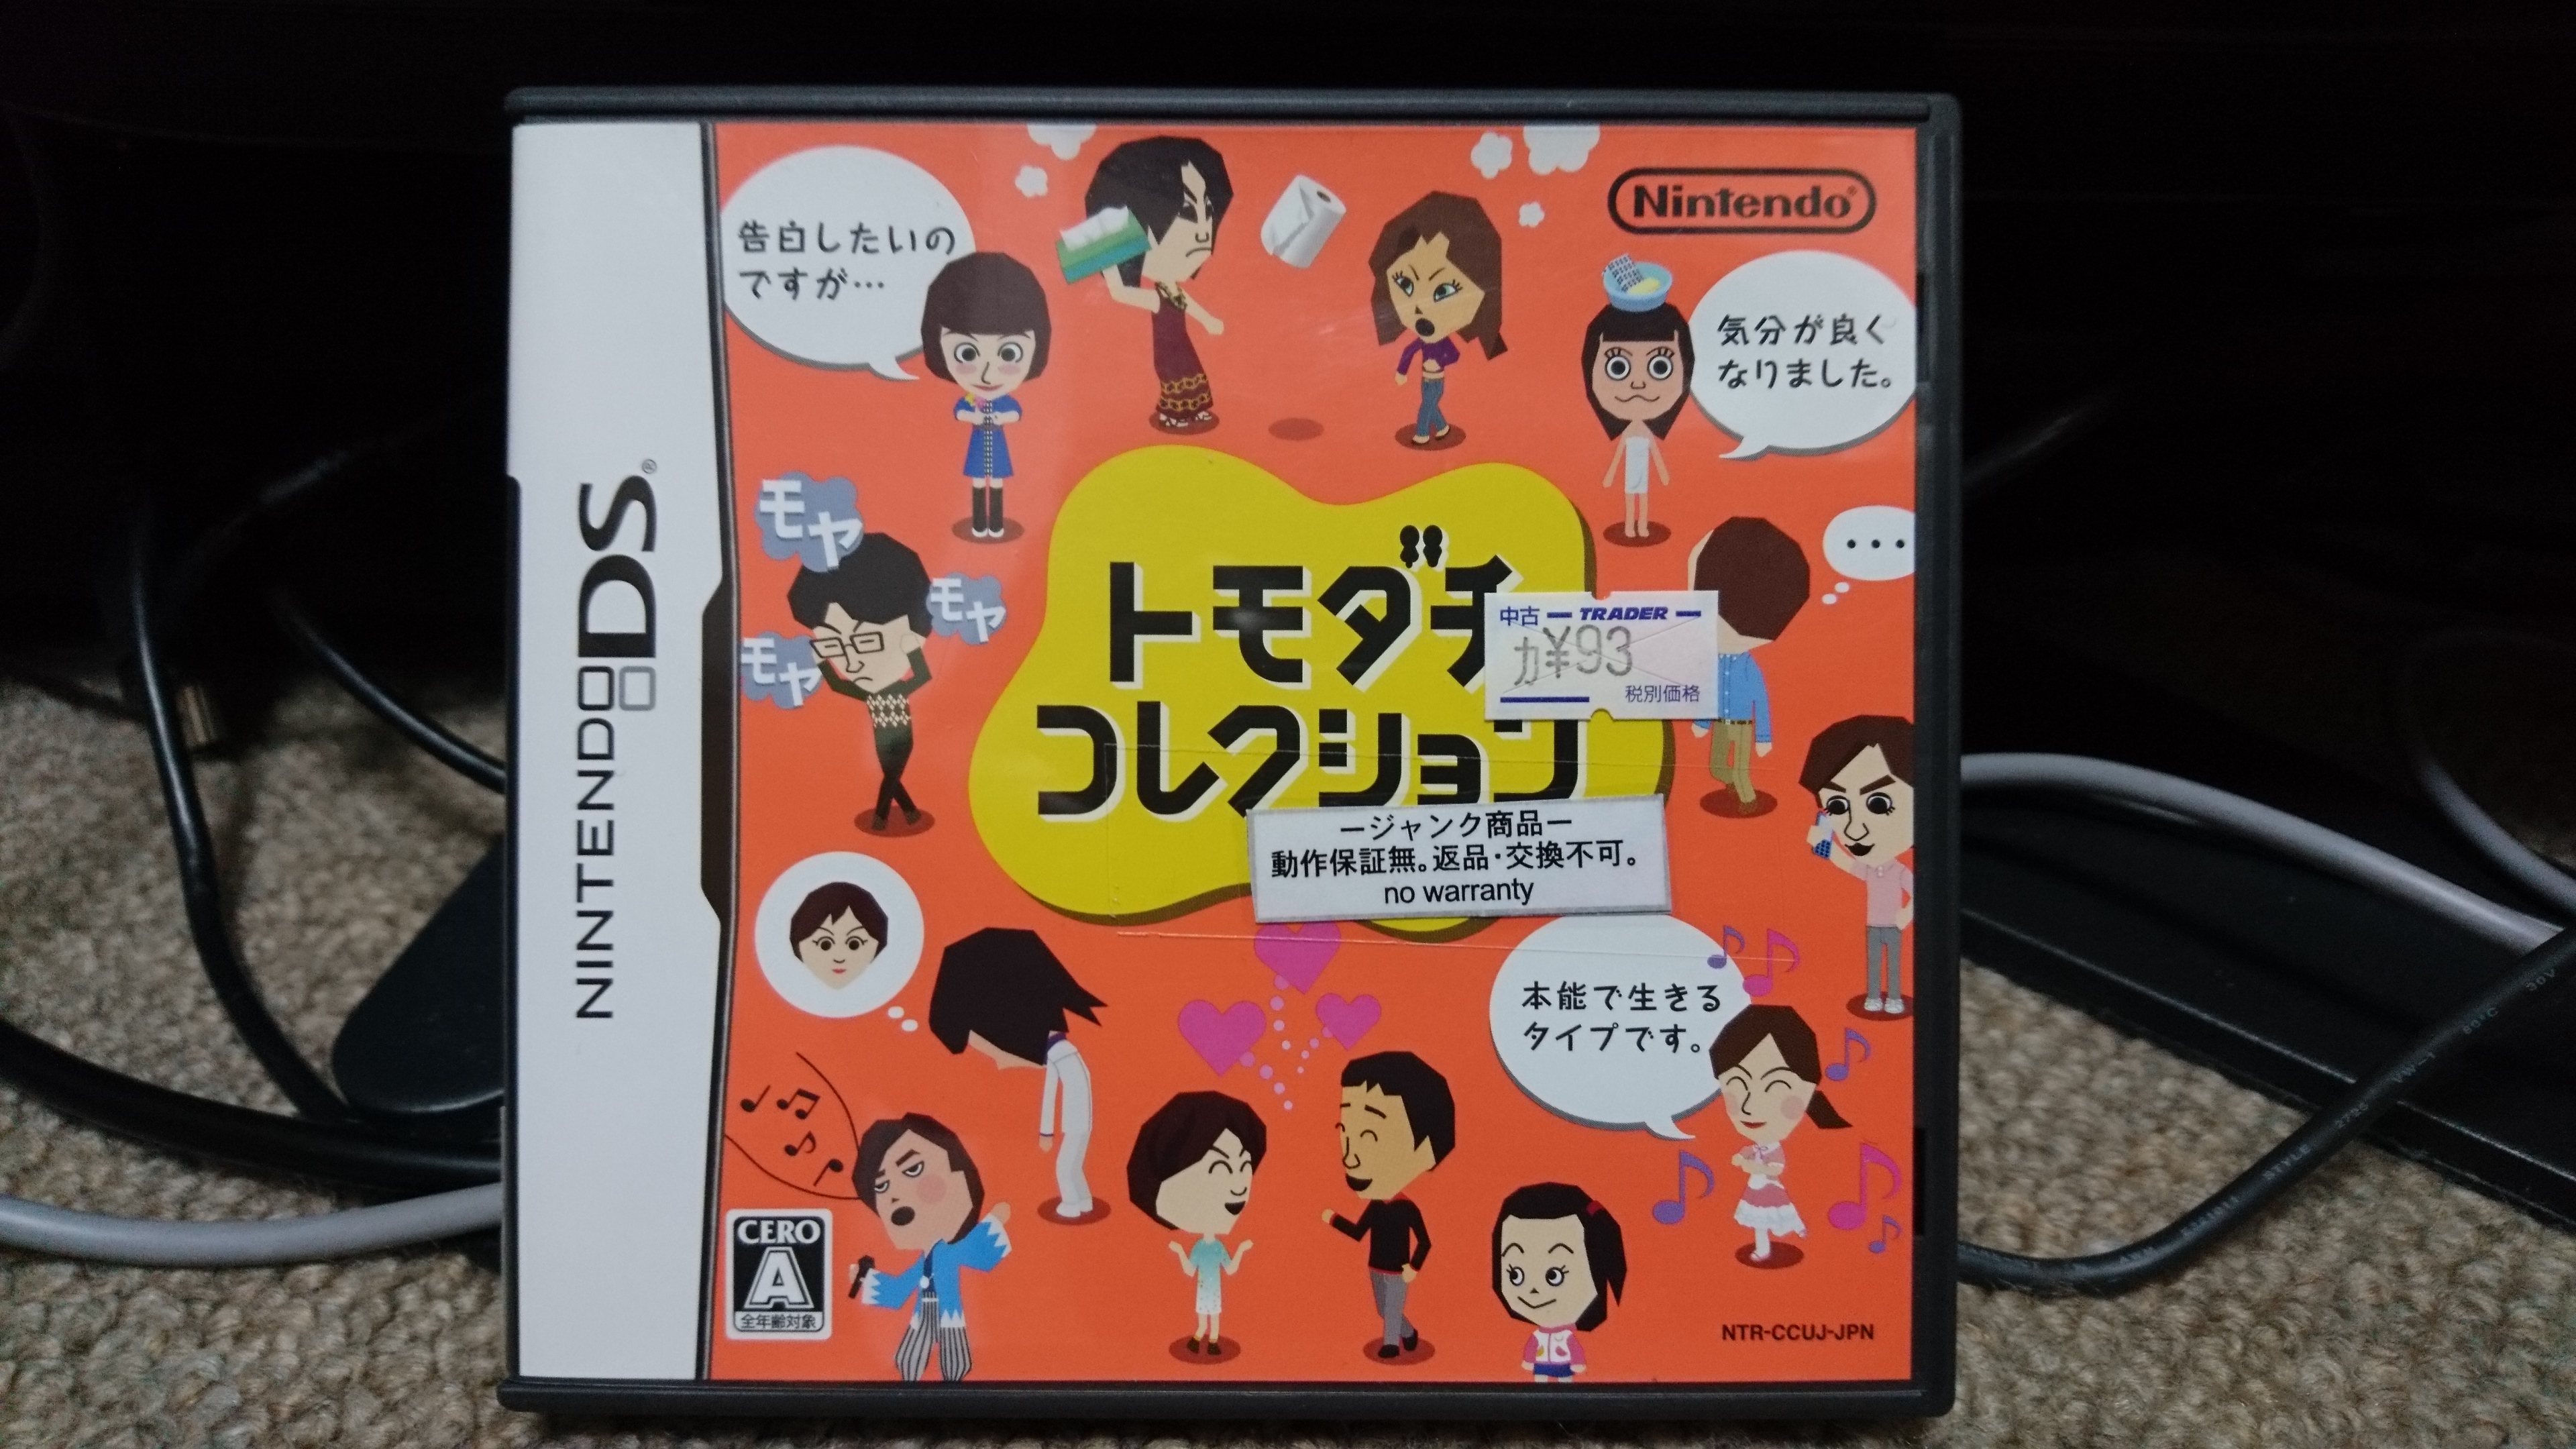 NINTENDO DS®
Nintendo®
告白したいの
ですが…
気分が良く
なりました。
モヤ
モヤ
モヤ
…
トモダチ
コレクション
中古 TRADER
カ¥93
税別価格
ージャンク商品ー
動作保証無。返品・交換不可。
no warranty
本能で生きる
タイプです。
CERO
A
全年齢対象
NTR-CCUJ-JPN